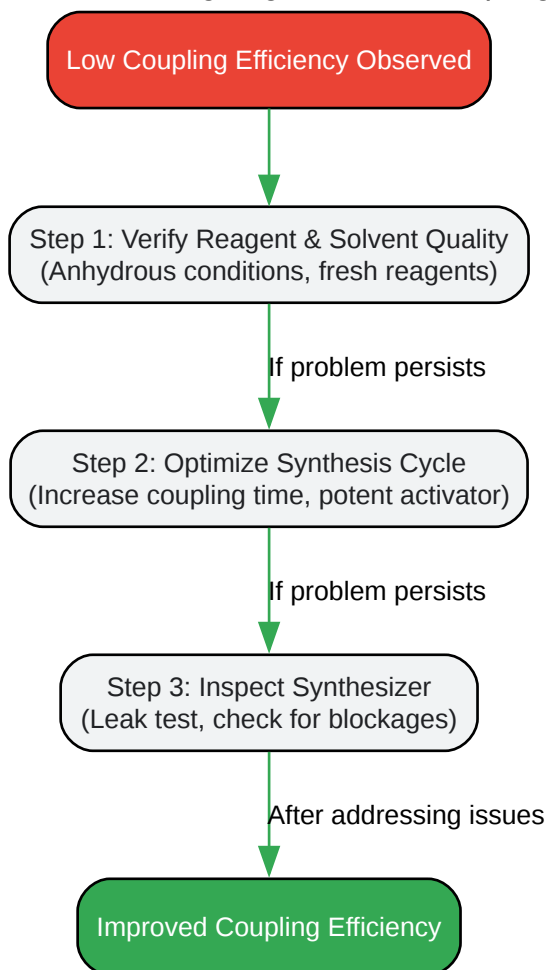 Low Coupling Efficiency Observed
Step 1: Verify Reagent & Solvent Quality
(Anhydrous conditions, fresh reagents)
If problem persists
Step 2: Optimize Synthesis Cycle
(Increase coupling time, potent activator)
If problem persists
Step 3: Inspect Synthesizer
(Leak test, check for blockages)
After addressing issues
Improved Coupling Efficiency